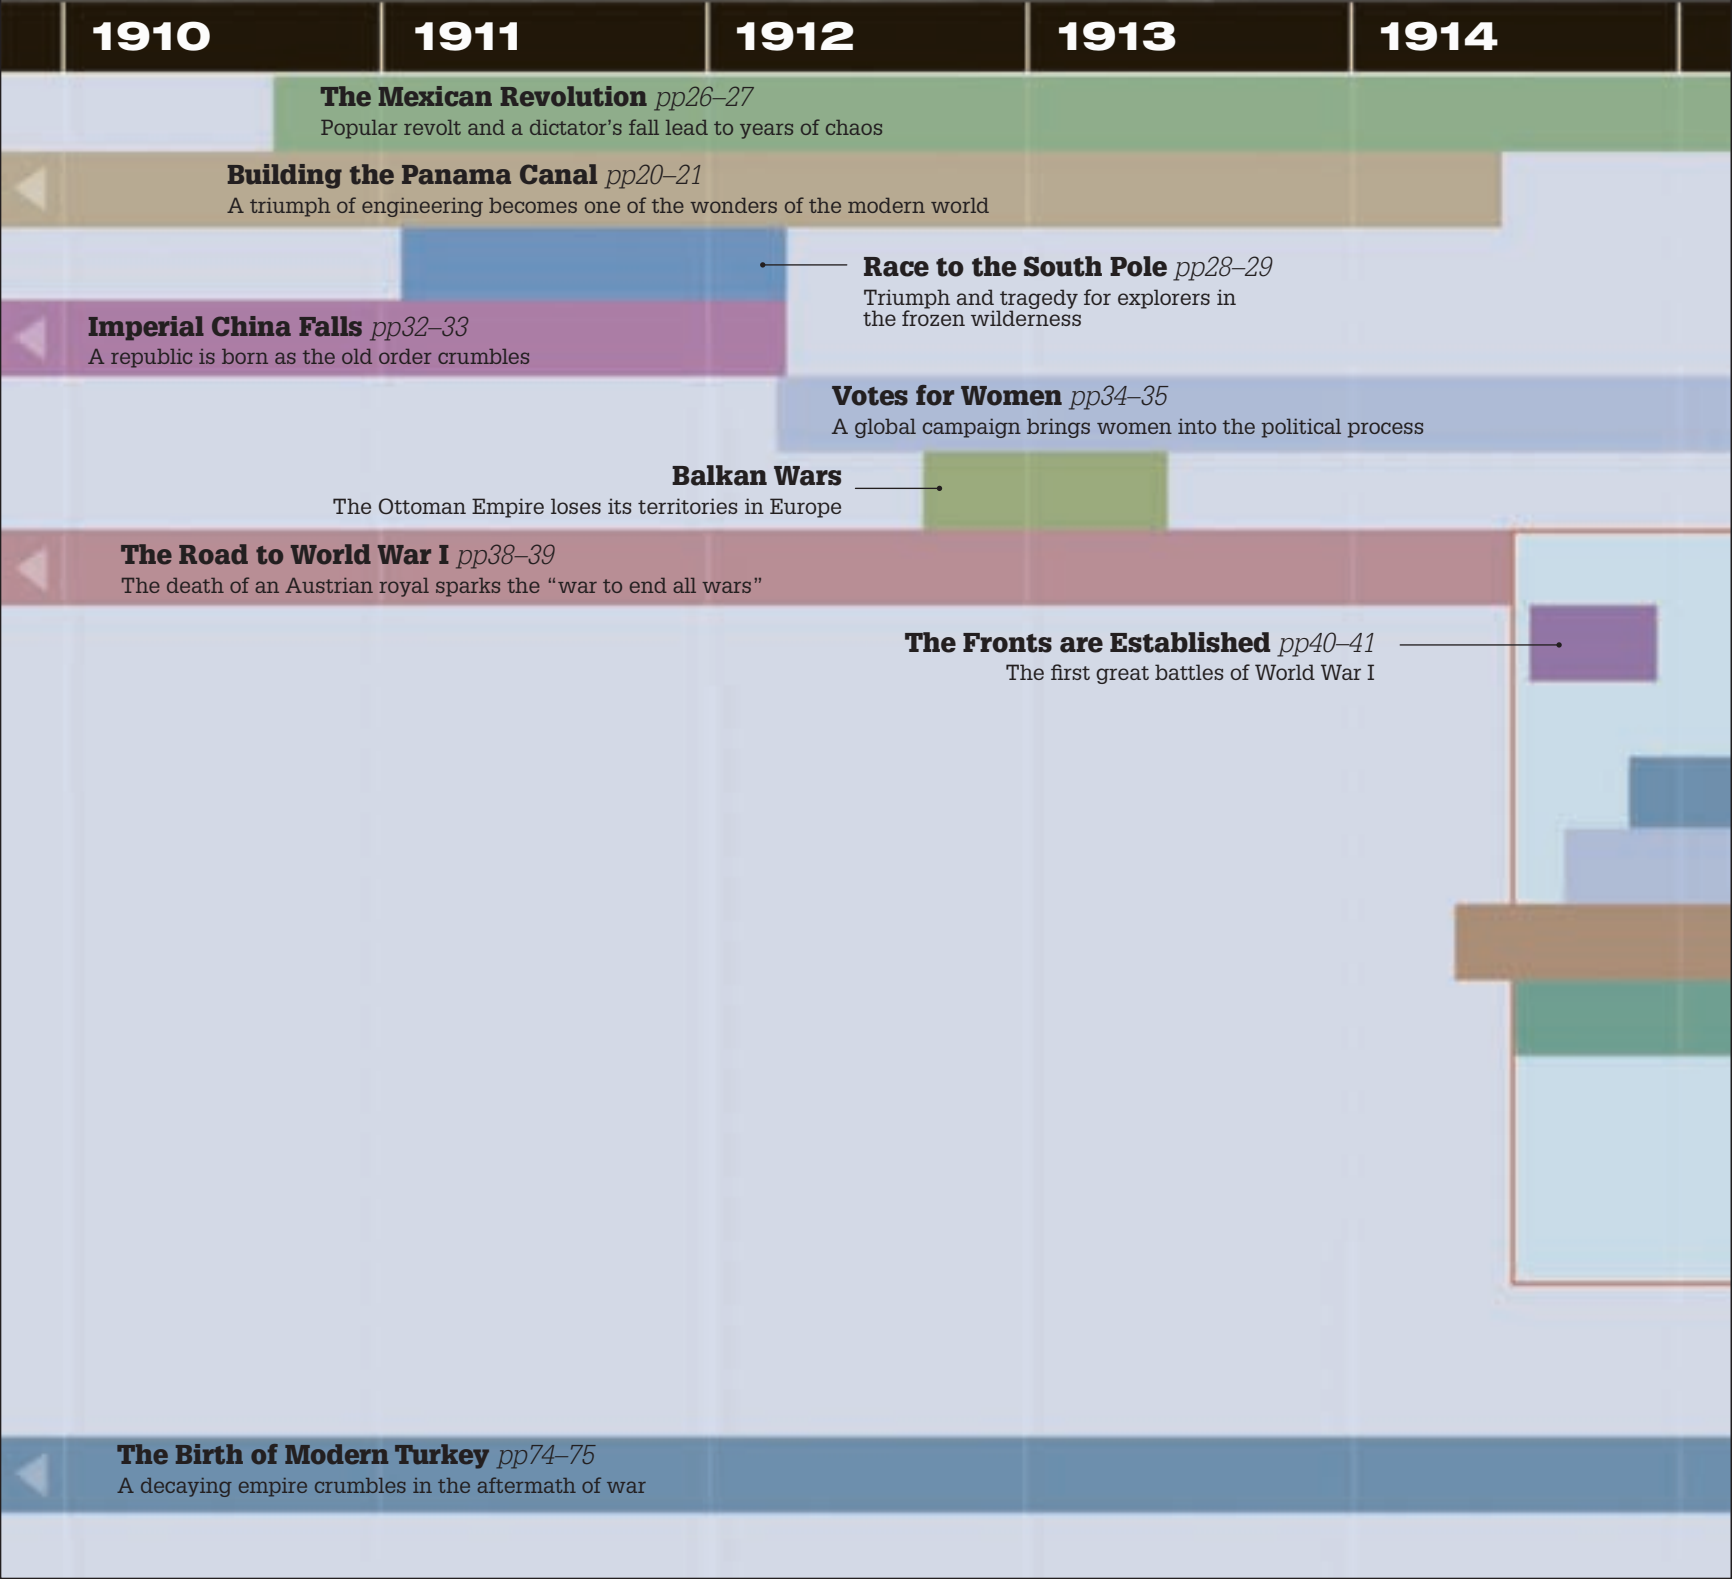 1910 1911 1912 1913 1914
The Mexican Revolution pp26–27
Popular revolt and a dictator’s fall lead to years of chaos
Building the Panama Canal pp20–21
A triumph of engineering becomes one of the wonders of the modern world
Race to the South Pole pp28–29
Triumph and tragedy for explorers in
the frozen wilderness
Imperial China Falls pp32–33
A republic is born as the old order crumbles
Votes for Women pp34–35
A global campaign brings women into the political process
Balkan Wars
The Ottoman Empire loses its territories in Europe
The Road to World War I pp38–39
The death of an Austrian royal sparks the “war to end all wars”
The Fronts are Established pp40–41
The first great battles of World War I
The Birth of Modern Turkey pp74–75
A decaying empire crumbles in the aftermath of war